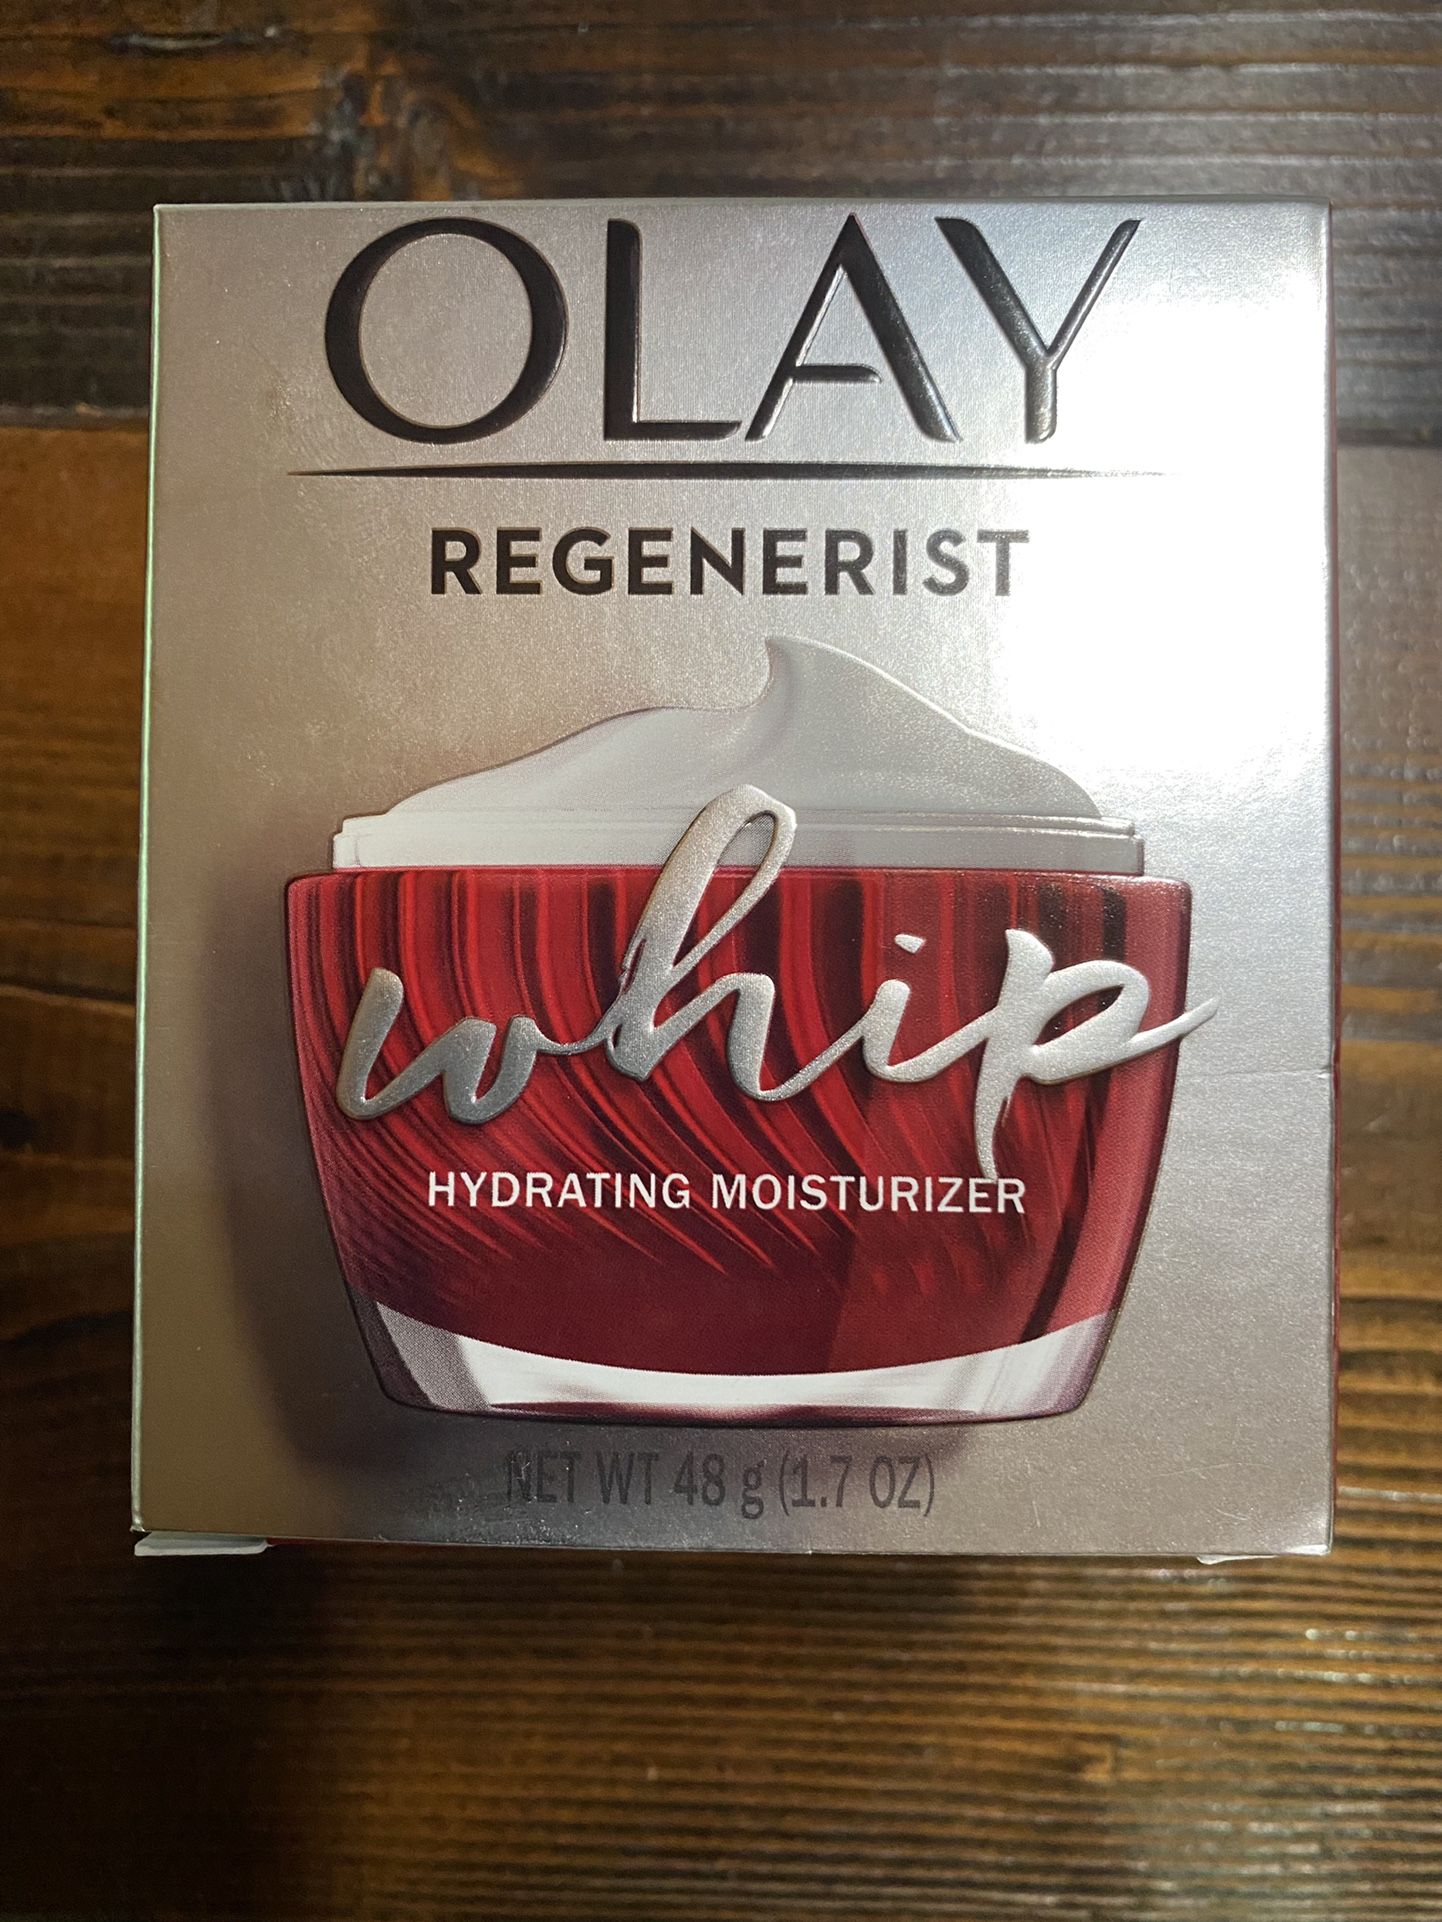 OLAY
REGENERIST
whip
HYDRATING MOISTURIZER
NET WT 48 g (1.7 OZ)